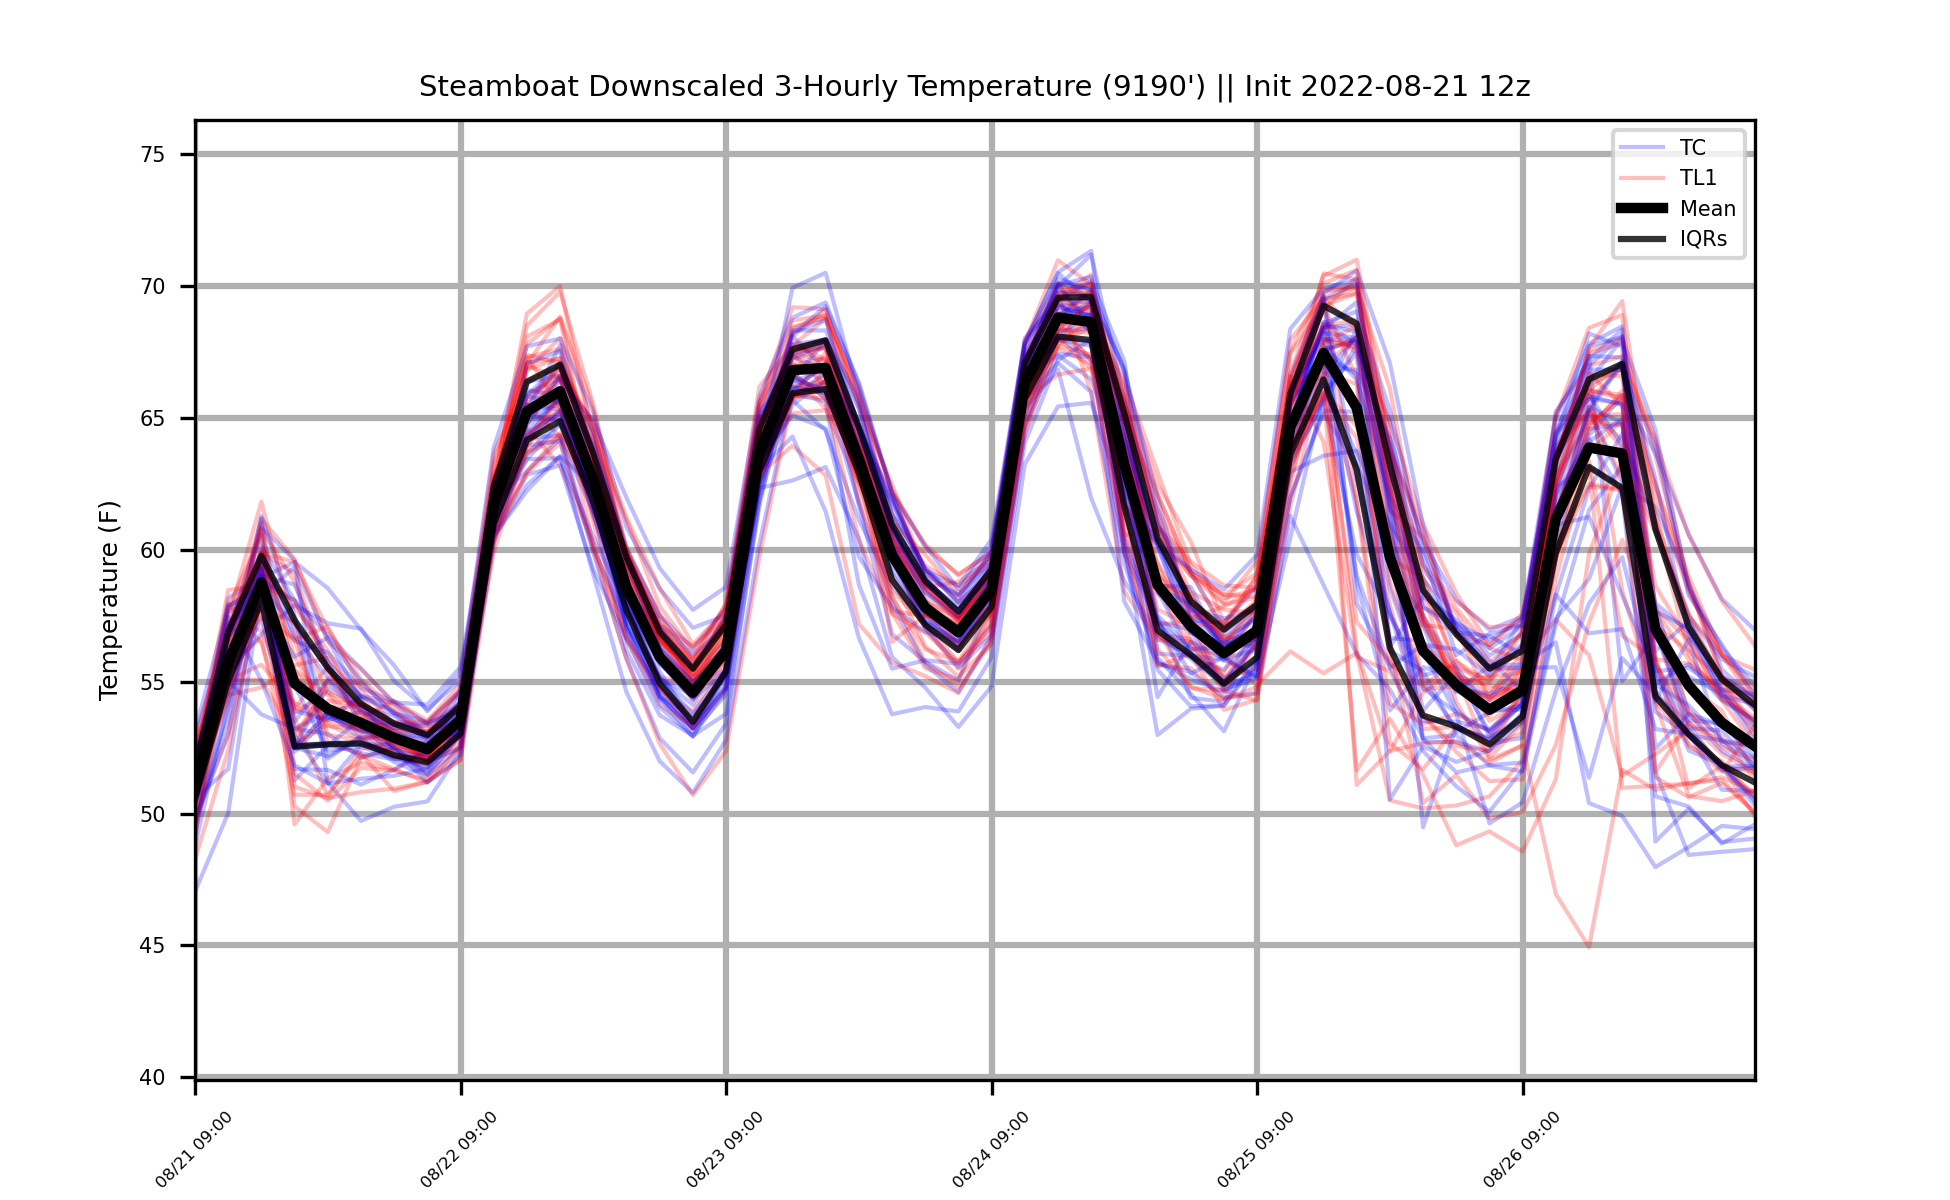 Steamboat Downscaled 3-Hourly Temperature (9190') || Init 2022-08-21 12z
TC
TL1
Mean
IQRs
Temperature (F)
75
70
65
60
55
50
45
40
08/21 09:00
08/22 09:00
08/23 09:00
08/24 09:00
08/25 09:00
08/26 09:00